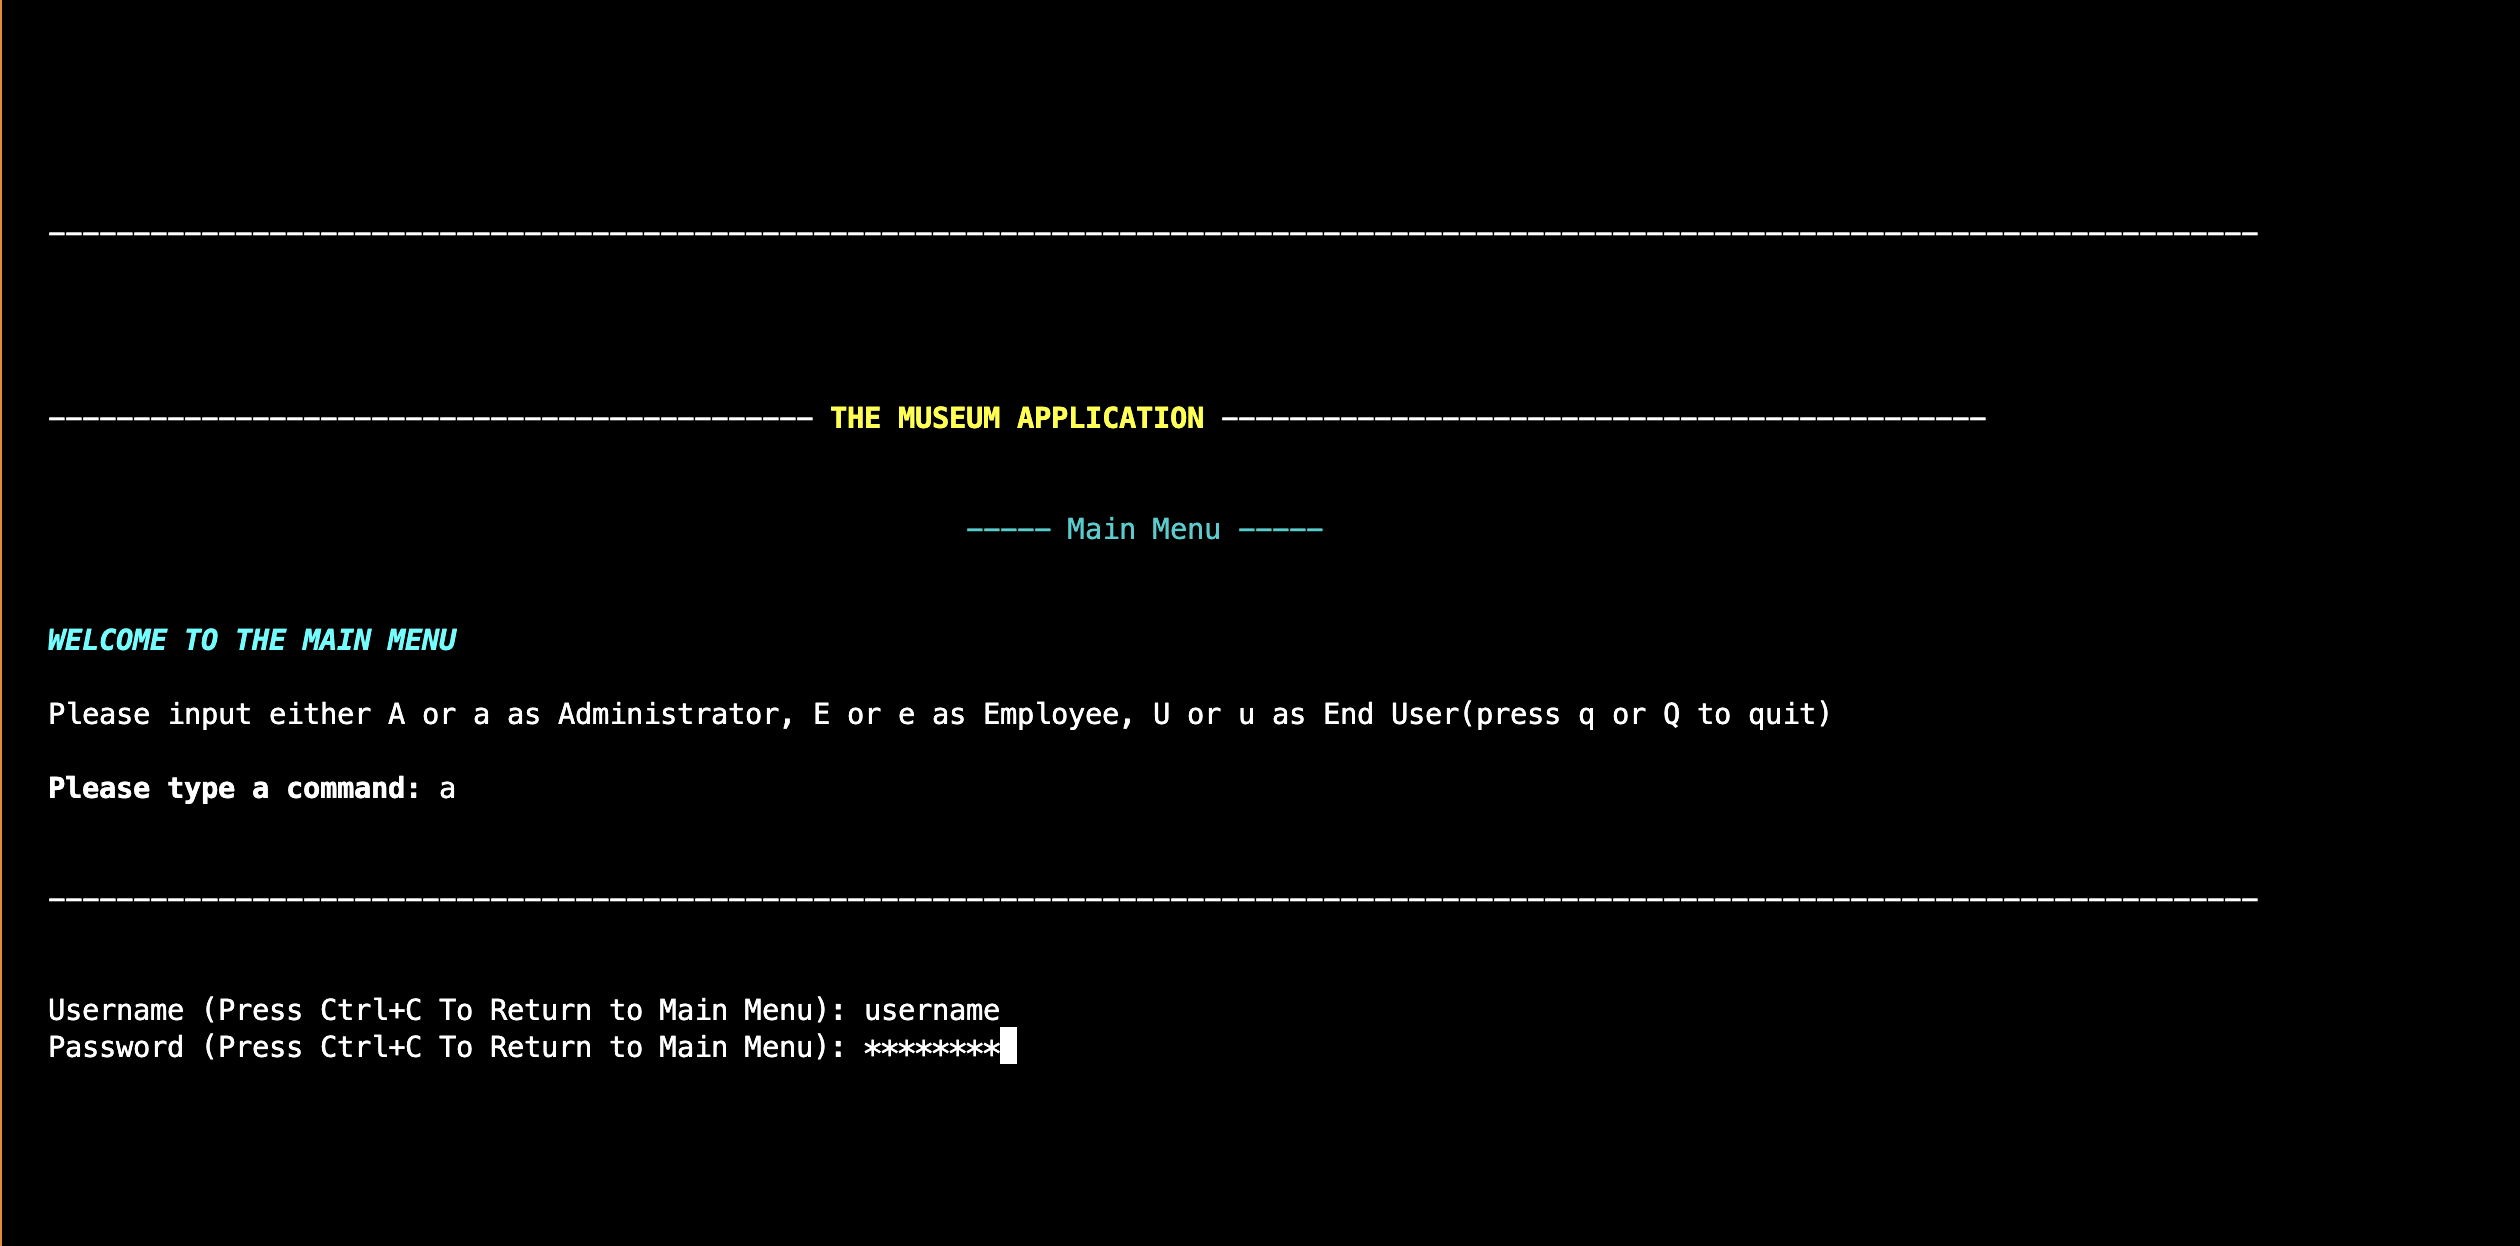 ----------------------------------------------------------------------------------------------------------------------------------
--------------------------------------------- THE MUSEUM APPLICATION ---------------------------------------------
----- Main Menu -----
WELCOME TO THE MAIN MENU
Please input either A or a as Administrator, E or e as Employee, U or u as End User(press q or Q to quit)
Please type a command: a
----------------------------------------------------------------------------------------------------------------------------------
Username (Press Ctrl+C To Return to Main Menu): username
Password (Press Ctrl+C To Return to Main Menu): ********